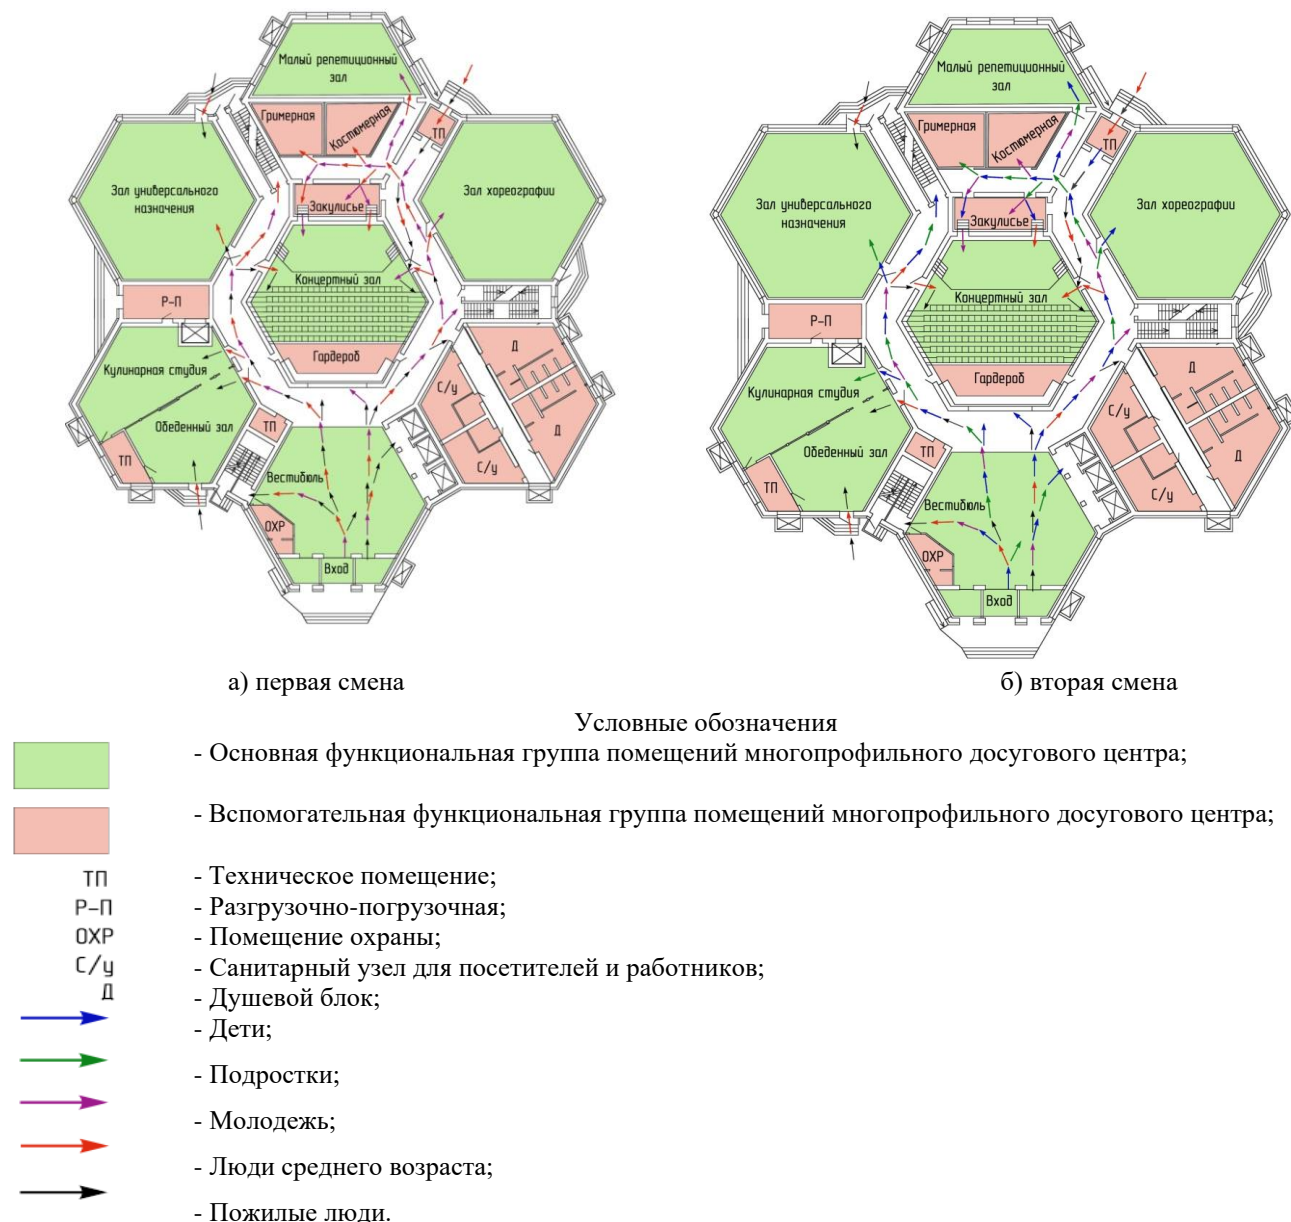 Малый репетиционный
зал
Гримерная
Костюмерная
ТП
Зал универсального
назначения
Закулисье
Зал хореографии
Концертный зал
Р-П
Гардероб
Кулинарная студия
Обеденный зал
С/у
Д
Д
С/у
ТП
ТП
Вестибюль
ОХР
Вход
Малый репетиционный
зал
Гримерная
Костюмерная
ТП
Зал универсального
назначения
Закулисье
Зал хореографии
Концертный зал
Р-П
Гардероб
Кулинарная студия
Обеденный зал
Д
С/у
Д
С/у
ТП
ТП
Вестибюль
ОХР
Вход
а) первая смена
б) вторая смена
Условные обозначения
- Основная функциональная группа помещений многопрофильного досугового центра;
- Вспомогательная функциональная группа помещений многопрофильного досугового центра;
ТП - Техническое помещение;
Р-П - Разгрузочно-погрузочная;
ОХР - Помещение охраны;
С/у - Санитарный узел для посетителей и работников;
Д - Душевой блок;
- Дети;
- Подростки;
- Молодежь;
- Люди среднего возраста;
- Пожилые люди.